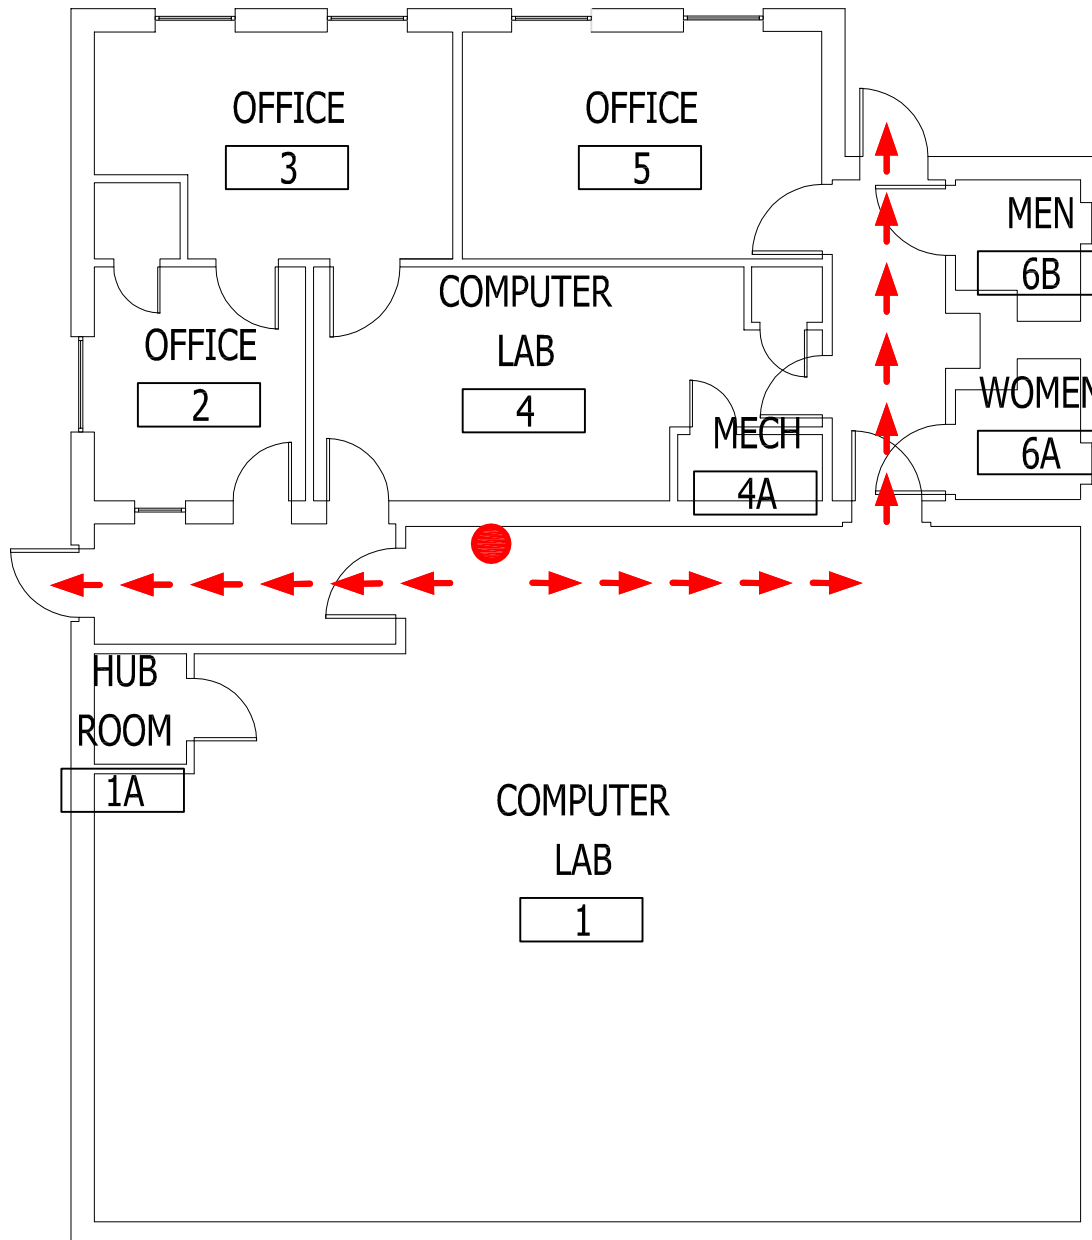 OFFICE
3
OFFICE
5
MEN
6B
COMPUTER
LAB
4
OFFICE
2
WOMEN
6A
MECH
4A
HUB
ROOM
1A
COMPUTER
LAB
1